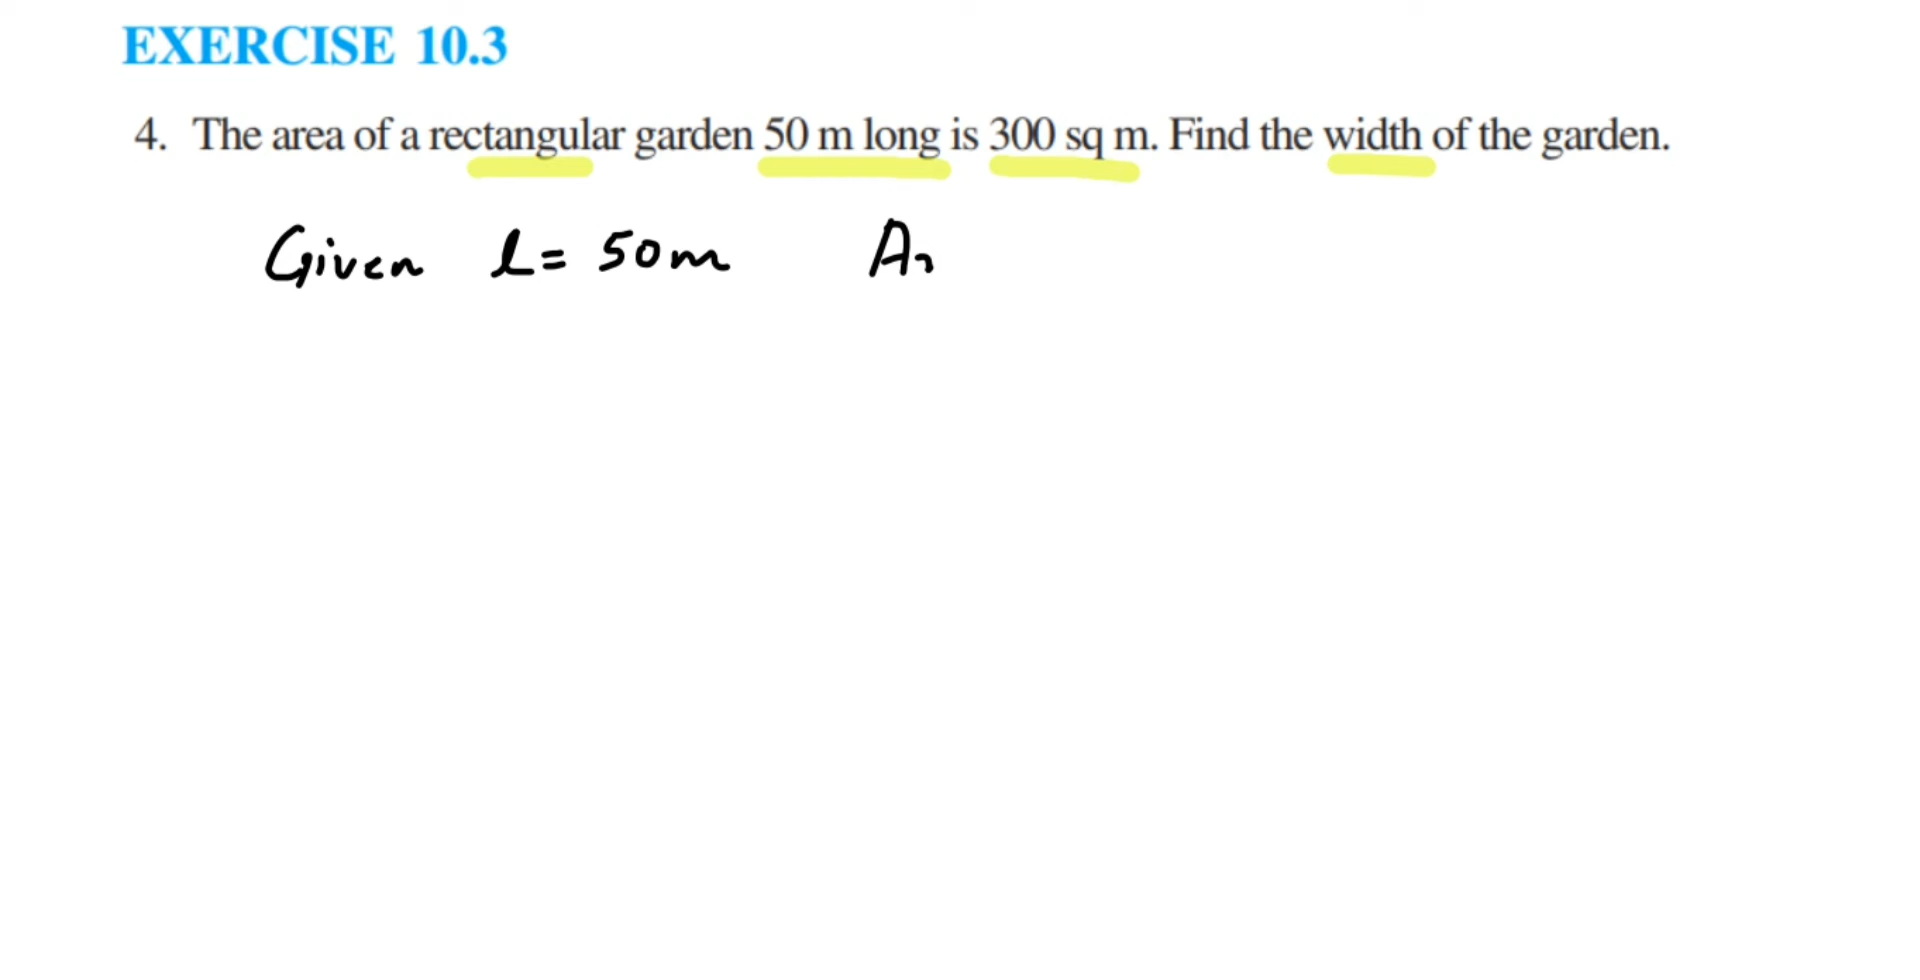 EXERCISE 10.3
4. The area of a rectangular garden 50 m long is 300 sq m. Find the width of the garden.
Given l = 50m A